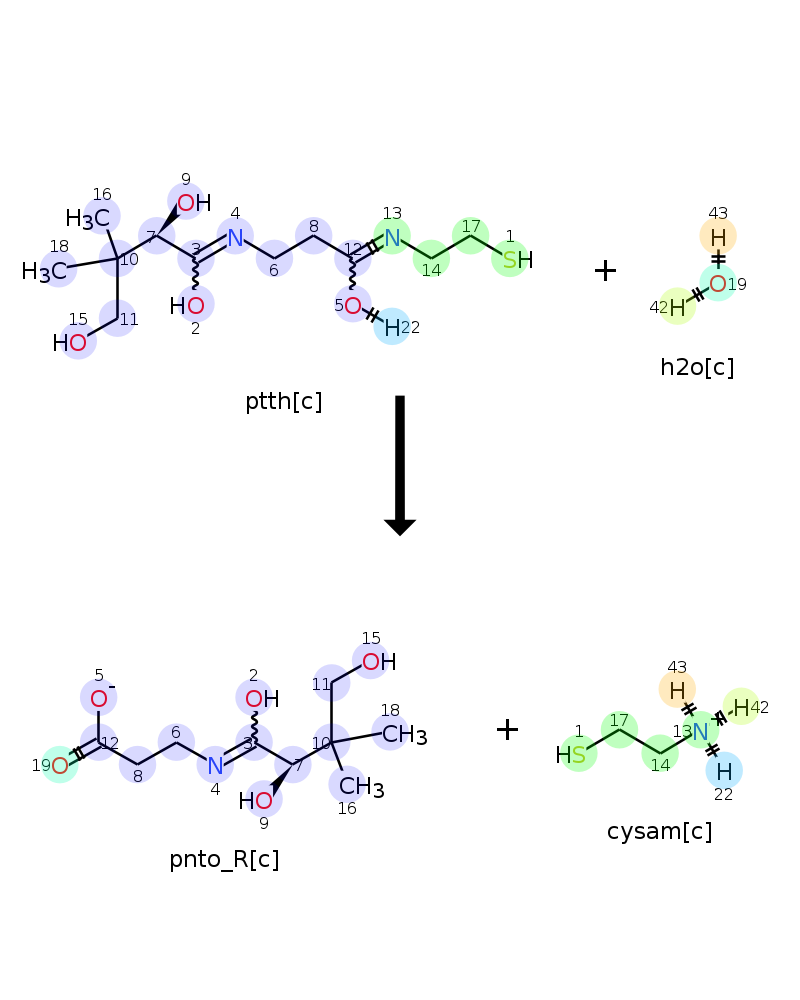 9
16 OH 4 8 13 17 43
H3C N N 1 H
18 7 3 12 SH
H3C 10 6 14 O19
15 11 HO 5O 42H
HO 2 H22
h2o[c]
ptth[c]
+
15
5 2 OH 43
O- OH 11 18 H H42
6 3 10 CH3 1 17 13N
19O 12 N 7 HS
8 4 HO CH3 14 H
9 16 22
+
cysam[c]
pnto_R[c]